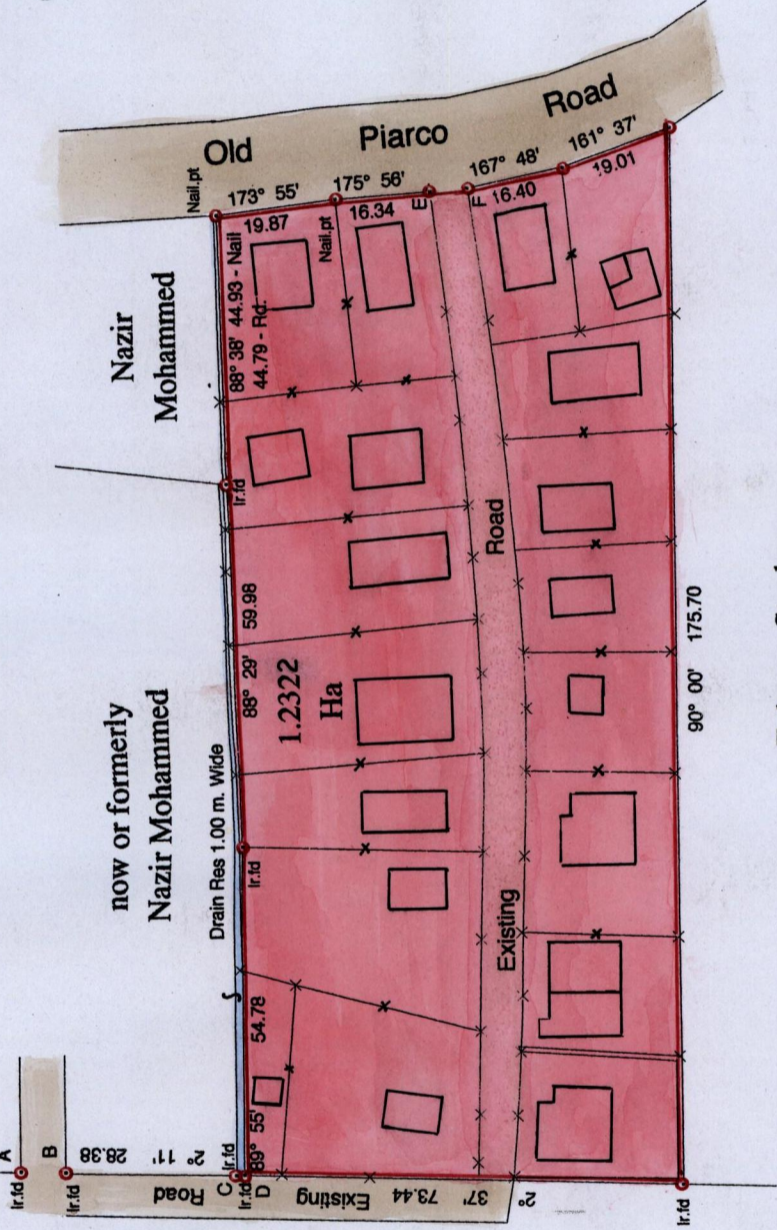 Old Piarco Road
Nazir
Mohammed
now or formerly
Nazir Mohammed
Drain Res 1.00 m. Wide
Nail.pt
173° 55'
19.87
175° 56'
16.34
Nail.pt
E
F
167° 48'
16.40
161° 37'
19.01
88° 38' 44.93 - Nail
44.79 - Rd.
Ir.fd
88° 29' 59.98
1.2322
Ha
Ir.fd
89° 55' 54.78
Existing Road
90° 00' 175.70
A
Ir.fd
B
Ir.fd
2° 11' 28.38
Existing Road
C
Ir.fd
D
Ir.fd
2° 37' 73.44
Ir.fd